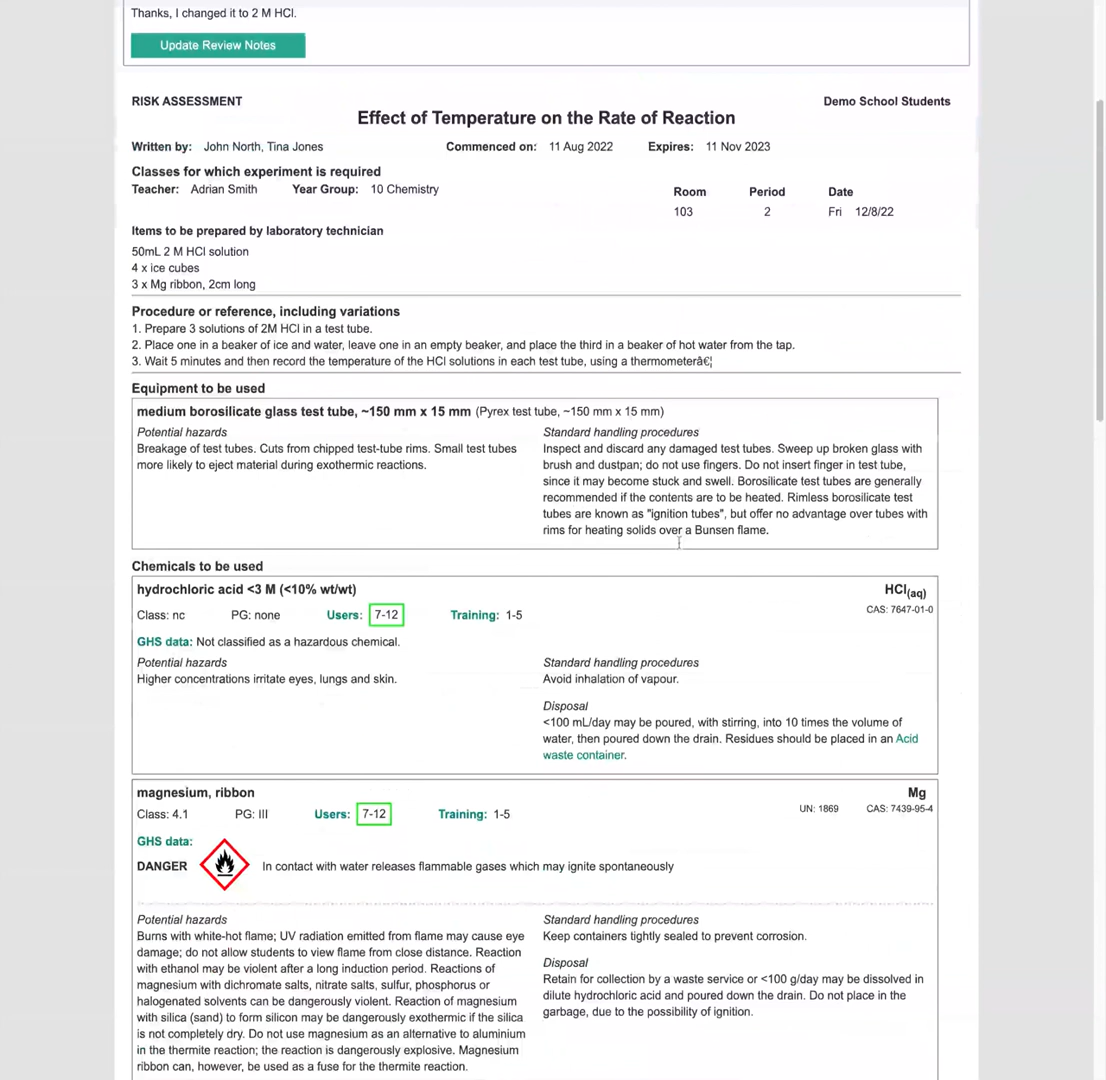 Thanks, I changed it to 2 M HCl.
Update Review Notes
RISK ASSESSMENT
Demo School Students
Effect of Temperature on the Rate of Reaction
Written by: John North, Tina Jones
Commenced on: 11 Aug 2022
Expires: 11 Nov 2023
Classes for which experiment is required
Teacher: Adrian Smith Year Group: 10 Chemistry
Room Period Date
103 2 Fri 12/8/22
Items to be prepared by laboratory technician
50mL 2 M HCl solution
4 x ice cubes
3 x Mg ribbon, 2cm long
Procedure or reference, including variations
1. Prepare 3 solutions of 2M HCl in a test tube.
2. Place one in a beaker of ice and water, leave one in an empty beaker, and place the third in a beaker of hot water from the tap.
3. Wait 5 minutes and then record the temperature of the HCl solutions in each test tube, using a thermometerâ€¦
Equipment to be used
medium borosilicate glass test tube, ~150 mm x 15 mm (Pyrex test tube, ~150 mm x 15 mm)
Potential hazards
Breakage of test tubes. Cuts from chipped test-tube rims. Small test tubes
more likely to eject material during exothermic reactions.
Standard handling procedures
Inspect and discard any damaged test tubes. Sweep up broken glass with
brush and dustpan; do not use fingers. Do not insert finger in test tube,
since it may become stuck and swell. Borosilicate test tubes are generally
recommended if the contents are to be heated. Rimless borosilicate test
tubes are known as "ignition tubes", but offer no advantage over tubes with
rims for heating solids over a Bunsen flame.
Chemicals to be used
hydrochloric acid <3 M (<10% wt/wt)
HCl(aq)
Class: nc PG: none Users: 7-12 Training: 1-5
CAS: 7647-01-0
GHS data: Not classified as a hazardous chemical.
Potential hazards
Higher concentrations irritate eyes, lungs and skin.
Standard handling procedures
Avoid inhalation of vapour.
Disposal
<100 mL/day may be poured, with stirring, into 10 times the volume of
water, then poured down the drain. Residues should be placed in an Acid
waste container.
magnesium, ribbon
Mg
Class: 4.1 PG: III Users: 7-12 Training: 1-5
UN: 1869 CAS: 7439-95-4
GHS data:
DANGER In contact with water releases flammable gases which may ignite spontaneously
Potential hazards
Burns with white-hot flame; UV radiation emitted from flame may cause eye
damage; do not allow students to view flame from close distance. Reaction
with ethanol may be violent after a long induction period. Reactions of
magnesium with dichromate salts, nitrate salts, sulfur, phosphorus or
halogenated solvents can be dangerously violent. Reaction of magnesium
with silica (sand) to form silicon may be dangerously exothermic if the silica
is not completely dry. Do not use magnesium as an alternative to aluminium
in the thermite reaction; the reaction is dangerously explosive. Magnesium
ribbon can, however, be used as a fuse for the thermite reaction.
Standard handling procedures
Keep containers tightly sealed to prevent corrosion.
Disposal
Retain for collection by a waste service or <100 g/day may be dissolved in
dilute hydrochloric acid and poured down the drain. Do not place in the
garbage, due to the possibility of ignition.